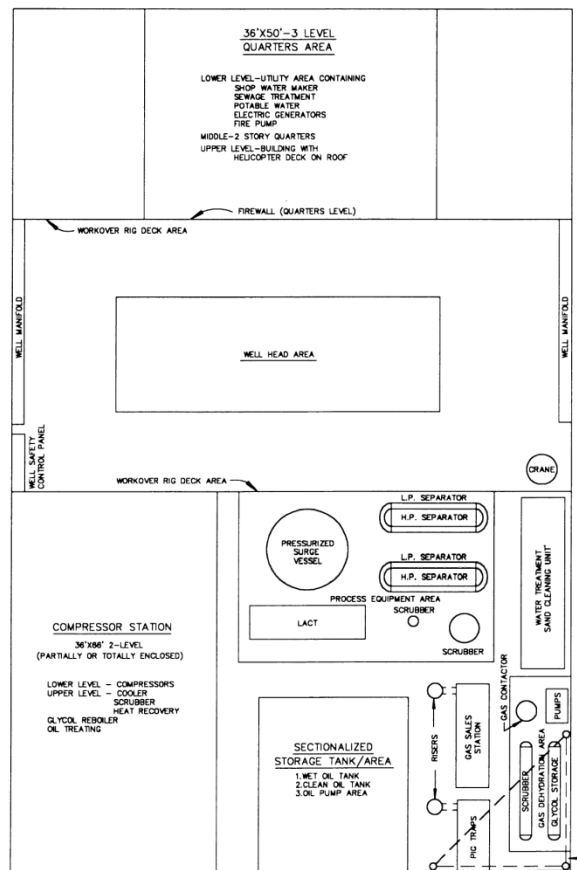 36'X50'-3 LEVEL
QUARTERS AREA
LOWER LEVEL-UTILITY AREA CONTAINING
SHOP WATER MAKER
SEWAGE TREATMENT
POTABLE WATER
ELECTRIC GENERATORS
FIRE PUMP
MIDDLE-2 STORY QUARTERS
UPPER LEVEL-BUILDING WITH
HELICOPTER DECK ON ROOF
FIREWALL (QUARTERS LEVEL)
WORKOVER RIG DECK AREA
WELL MANIFOLD
WELL HEAD AREA
WELL MANIFOLD
WELL SAFETY
CONTROL PANEL
CRANE
WORKOVER RIG DECK AREA
L.P. SEPARATOR
H.P. SEPARATOR
PRESSURIZED
SURGE
VESSEL
L.P. SEPARATOR
H.P. SEPARATOR
PROCESS EQUIPMENT AREA
LACT
SCRUBBER
SCRUBBER
WATER TREATMENT
SAND CLEANING UNIT
COMPRESSOR STATION
36'X66' 2-LEVEL
(PARTIALLY OR TOTALLY ENCLOSED)
LOWER LEVEL - COMPRESSORS
UPPER LEVEL - COOLER
SCRUBBER
HEAT RECOVERY
GLYCOL REBOILER
OIL TREATING
SECTIONALIZED
STORAGE TANK/AREA
1.WET OIL TANK
2.CLEAN OIL TANK
3.OIL PUMP AREA
RISERS
GAS SALES
STATION
PIG TRAPS
GAS CONTACTOR
PUMPS
SCRUBBER
GAS DEHYDRATION AREA
GLYCOL STORAGE